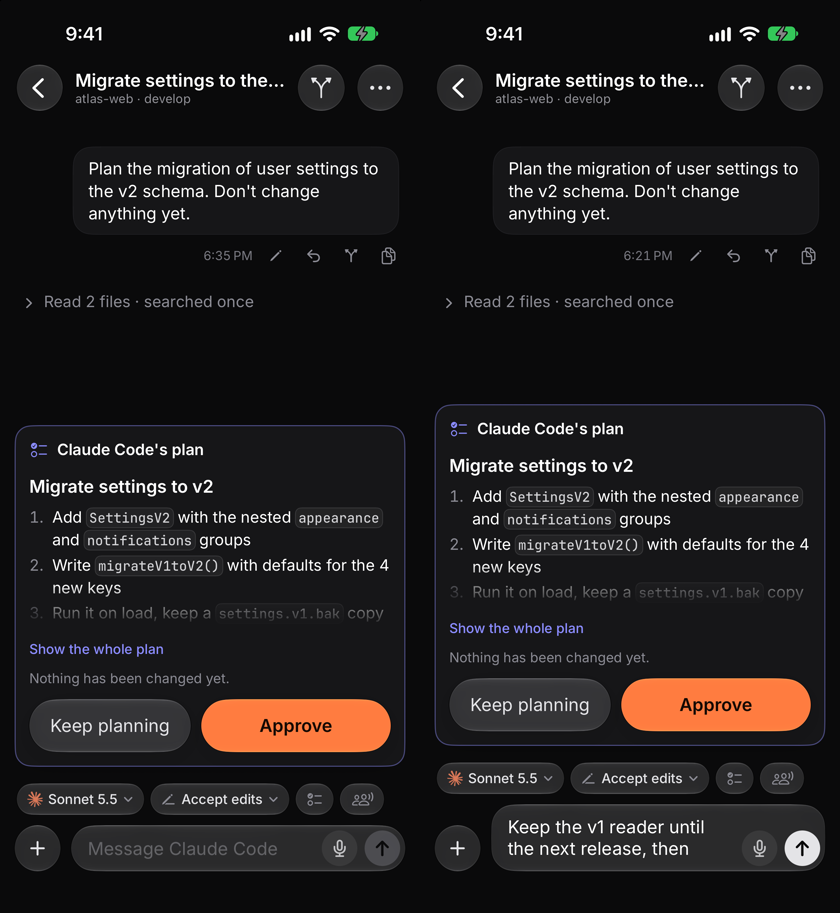 9:41
Migrate settings to the...
atlas-web · develop
Plan the migration of user settings to
the v2 schema. Don't change
anything yet.
6:35 PM
Read 2 files · searched once
Claude Code's plan
Migrate settings to v2
1. Add SettingsV2 with the nested appearance
and notifications groups
2. Write migrateV1toV2() with defaults for the 4
new keys
3. Run it on load, keep a settings.v1.bak copy
Show the whole plan
Nothing has been changed yet.
Keep planning
Approve
Sonnet 5.5
Accept edits
Message Claude Code
9:41
Migrate settings to the...
atlas-web · develop
Plan the migration of user settings to
the v2 schema. Don't change
anything yet.
6:21 PM
Read 2 files · searched once
Claude Code's plan
Migrate settings to v2
1. Add SettingsV2 with the nested appearance
and notifications groups
2. Write migrateV1toV2() with defaults for the 4
new keys
3. Run it on load, keep a settings.v1.bak copy
Show the whole plan
Nothing has been changed yet.
Keep planning
Approve
Sonnet 5.5
Accept edits
Keep the v1 reader until
the next release, then